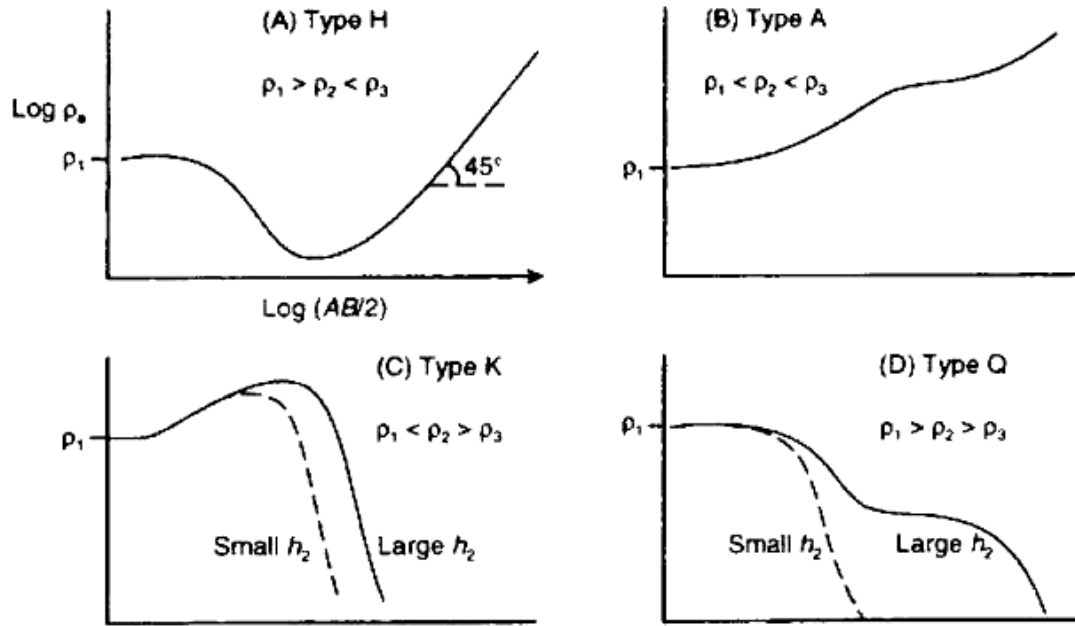 (A) Type H
ρ₁ > ρ₂ < ρ₃
Log ρₐ
ρ₁
45°
Log (AB/2)
(B) Type A
ρ₁ < ρ₂ < ρ₃
ρ₁
(C) Type K
ρ₁ < ρ₂ > ρ₃
ρ₁
Small h₂
Large h₂
(D) Type Q
ρ₁ > ρ₂ > ρ₃
ρ₁
Small h₂
Large h₂